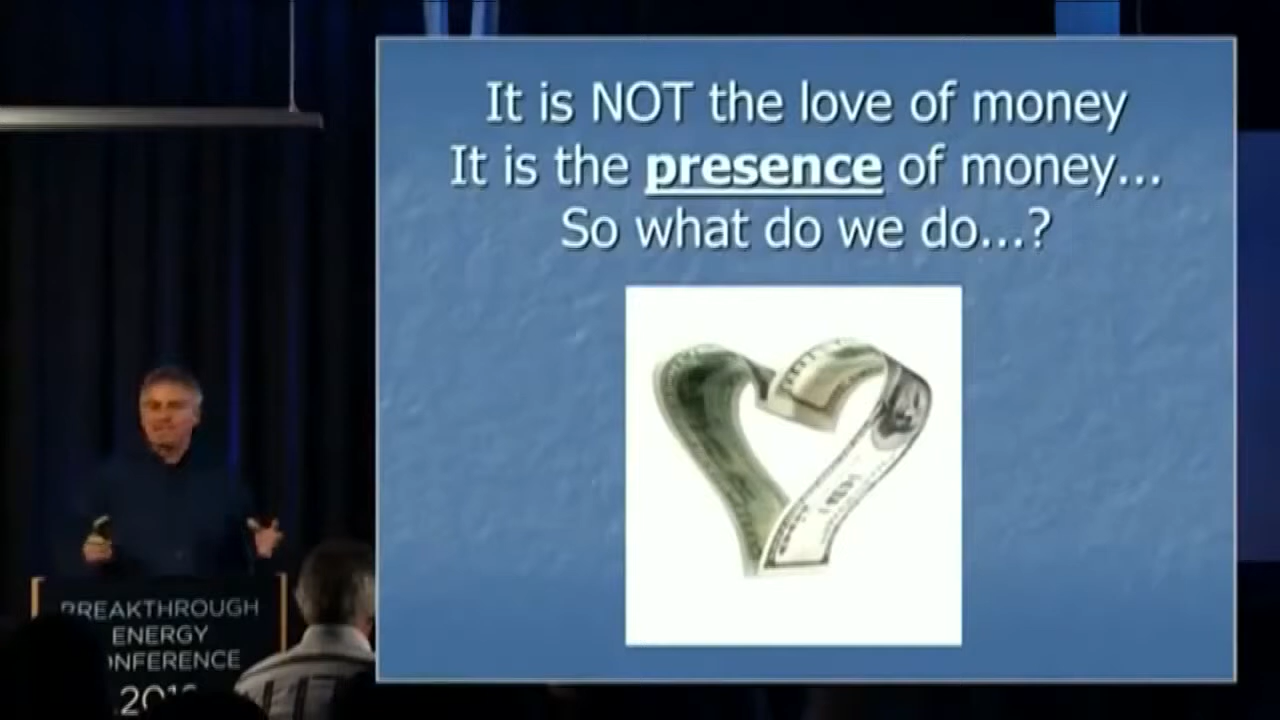 It is NOT the love of money
It is the presence of money...
So what do we do...?
BREAKTHROUGH
ENERGY